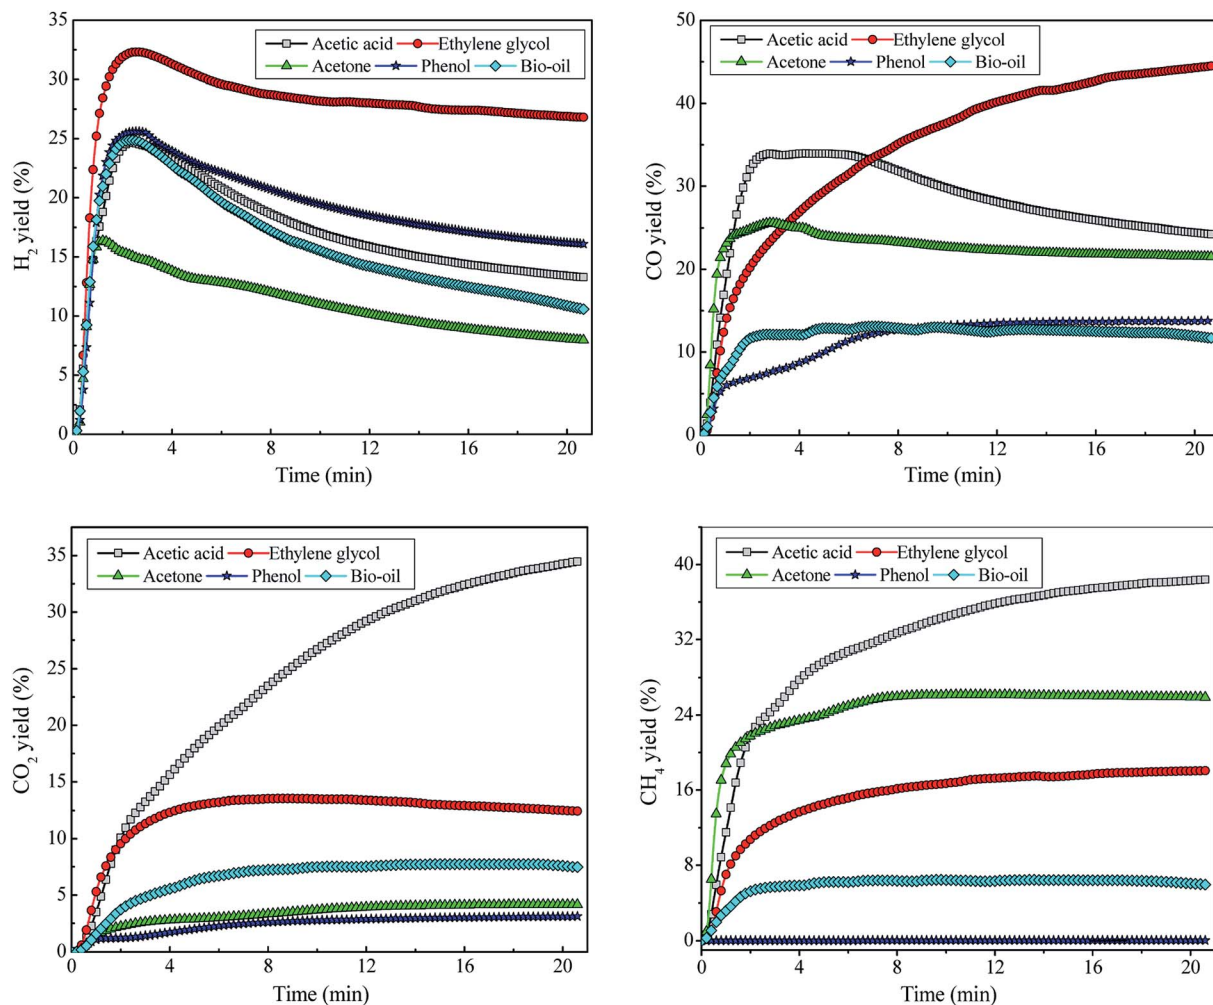 35
30
25
20
15
10
5
0
H₂ yield (%)
Acetic acid Ethylene glycol
Acetone Phenol Bio-oil
0 4 8 12 16 20
Time (min)
50
40
30
20
10
0
CO yield (%)
Acetic acid Ethylene glycol
Acetone Phenol Bio-oil
0 4 8 12 16 20
Time (min)
35
30
25
20
15
10
5
0
CO₂ yield (%)
Acetic acid Ethylene glycol
Acetone Phenol Bio-oil
0 4 8 12 16 20
Time (min)
40
32
24
16
8
0
CH₄ yield (%)
Acetic acid Ethylene glycol
Acetone Phenol Bio-oil
0 4 8 12 16 20
Time (min)